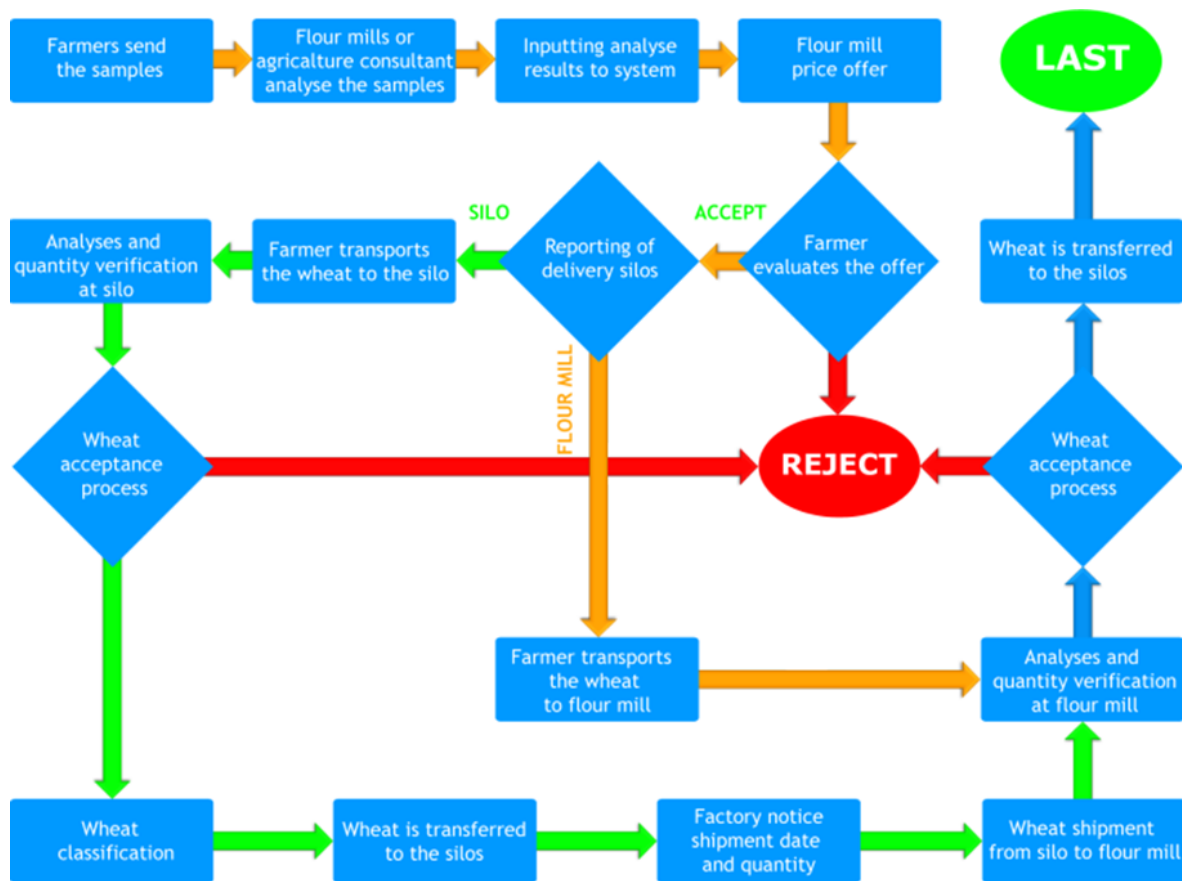 Farmers send
the samples
Flour mills or
agriculture consultant
analyse the samples
Inputting analyse
results to system
Flour mill
price offer
LAST
SILO
ACCEPT
Analyses and
quantity verification
at silo
Farmer transports
the wheat to the silo
Reporting of
delivery silos
Farmer
evaluates the offer
Wheat is transferred
to the silos
FLOUR MILL
Wheat
acceptance
process
REJECT
Wheat
acceptance
process
Farmer transports
the wheat
to flour mill
Analyses and
quantity verification
at flour mill
Wheat
classification
Wheat is transferred
to the silos
Factory notice
shipment date
and quantity
Wheat shipment
from silo to flour mill